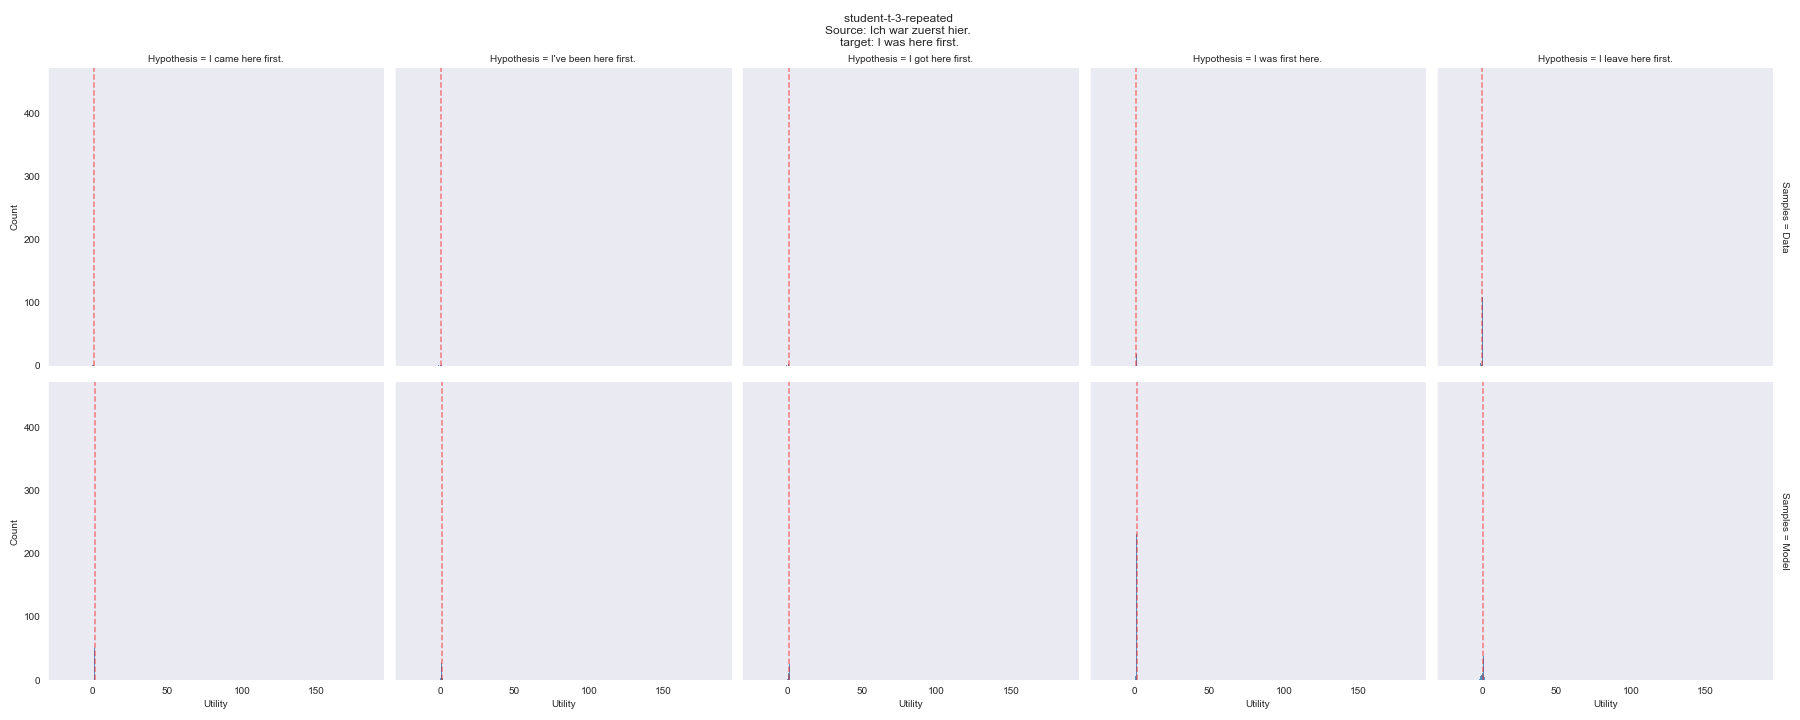 student-t-3-repeated
Source: Ich war zuerst hier.
target: I was here first.
Hypothesis = I came here first.
Hypothesis = I've been here first.
Hypothesis = I got here first.
Hypothesis = I was first here.
Hypothesis = I leave here first.
400
300
200
100
0
Count
Samples = Data
400
300
200
100
0
Count
Samples = Model
0 50 100 150
0 50 100 150
0 50 100 150
0 50 100 150
0 50 100 150
Utility
Utility
Utility
Utility
Utility